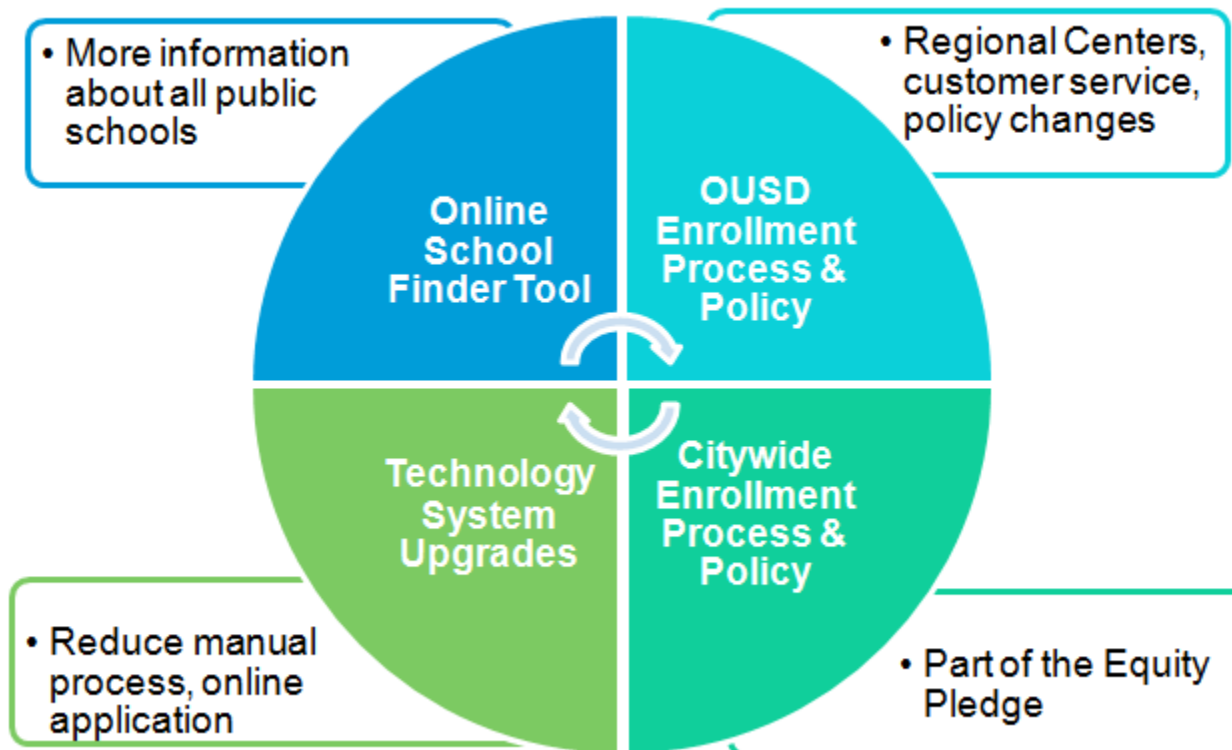 • More information
about all public
schools
• Regional Centers,
customer service,
policy changes
Online
School
Finder Tool
OUSD
Enrollment
Process &
Policy
Technology
System
Upgrades
Citywide
Enrollment
Process &
Policy
• Reduce manual
process, online
application
• Part of the Equity
Pledge